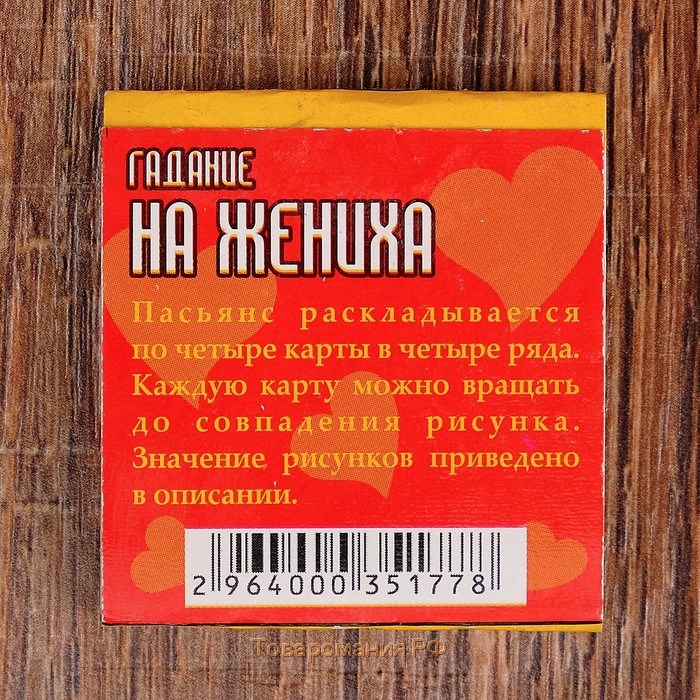 ГАДАНИЕ
НА ЖЕНИХА
Пасьянс раскладывается
по четыре карты в четыре ряда.
Каждую карту можно вращать
до совпадения рисунка.
Значение рисунков приведено
в описании.
2 964000 351778
Товаромания РФ